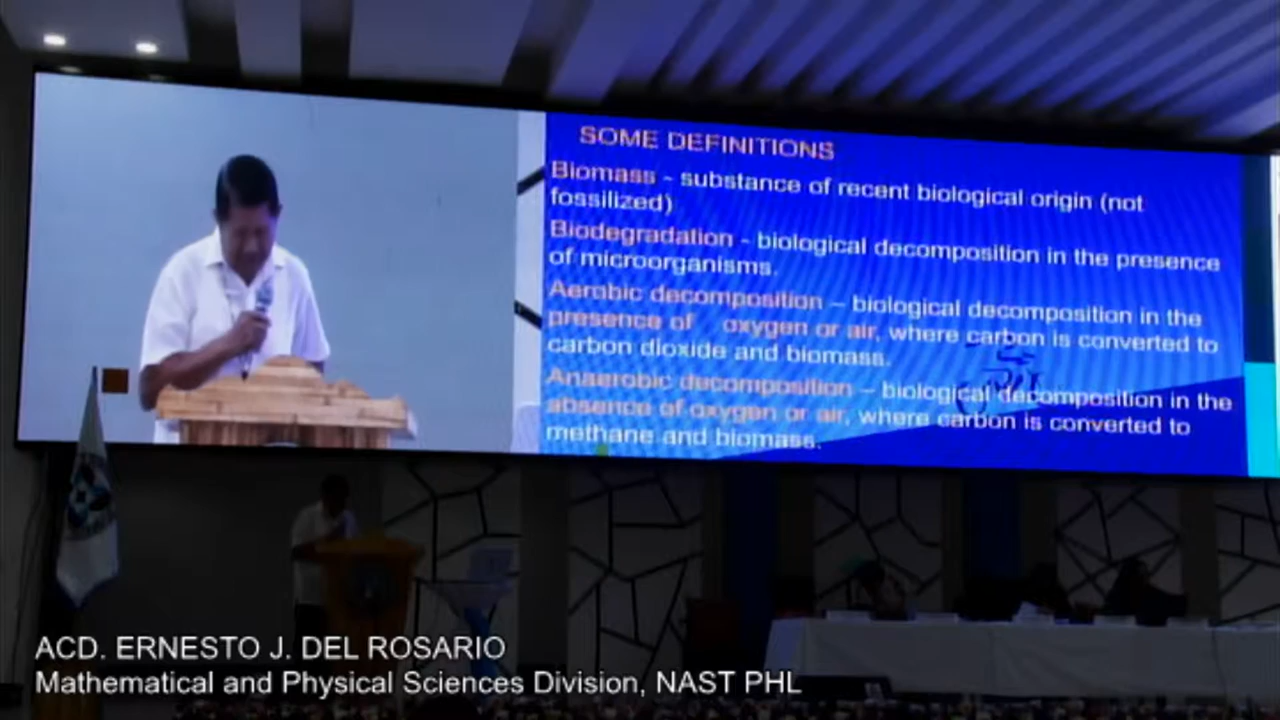 SOME DEFINITIONS
Biomass - substance of recent biological origin (not
fossilized)
Biodegradation - biological decomposition in the presence
of microorganisms.
Aerobic decomposition – biological decomposition in the
presence of oxygen or air, where carbon is converted to
carbon dioxide and biomass.
Anaerobic decomposition – biological decomposition in the
absence of oxygen or air, where carbon is converted to
methane and biomass.
ACD. ERNESTO J. DEL ROSARIO
Mathematical and Physical Sciences Division, NAST PHL